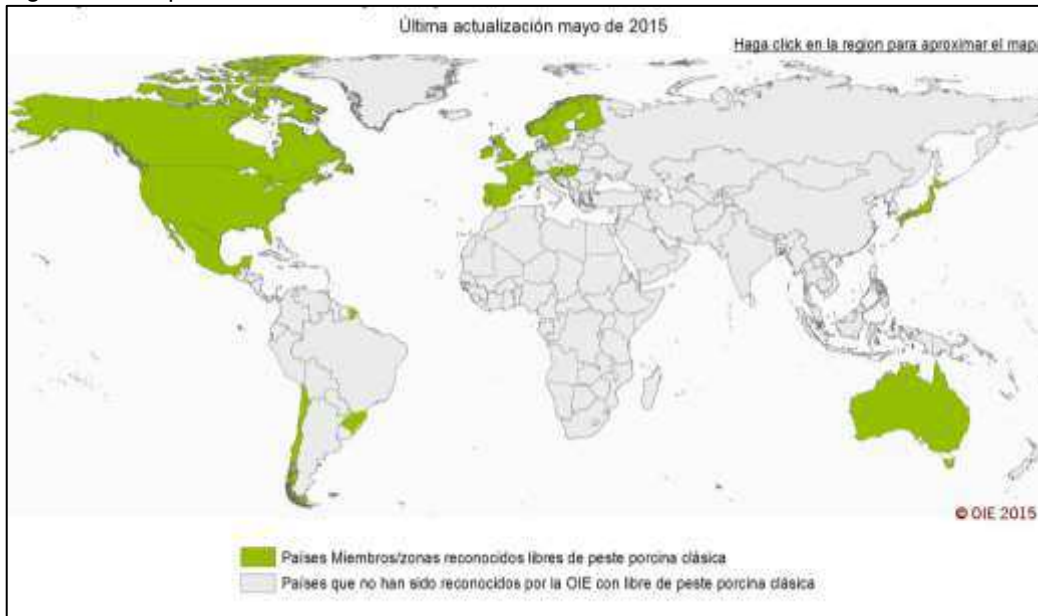 Última actualización mayo de 2015
Haga click en la region para aproximar el mapa
© OIE 2015
Países Miembros/zonas reconocidos libres de peste porcina clásica
Países que no han sido reconocidos por la OIE con libre de peste porcina clásica